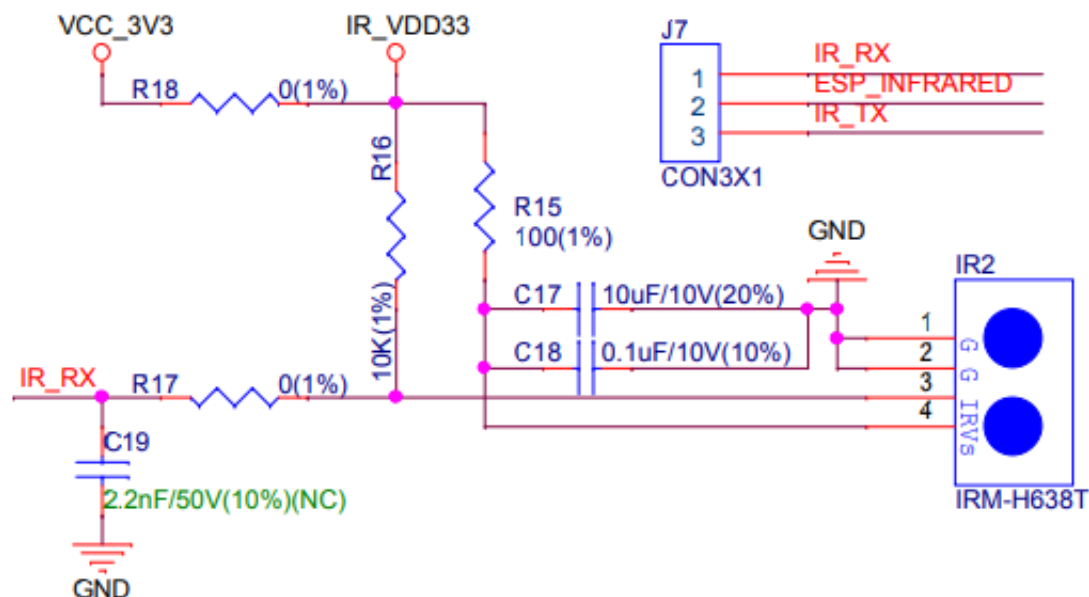 VCC_3V3
IR_VDD33
J7
R18
0(1%)
1
IR_RX
2
ESP_INFRARED
3
IR_TX
CON3X1
R16
10K(1%)
R15
100(1%)
GND
IR2
C17
10uF/10V(20%)
C18
0.1uF/10V(10%)
1
2
3
4
G
G
IRVs
IRM-H638T
IR_RX
R17
0(1%)
C19
2.2nF/50V(10%)(NC)
GND